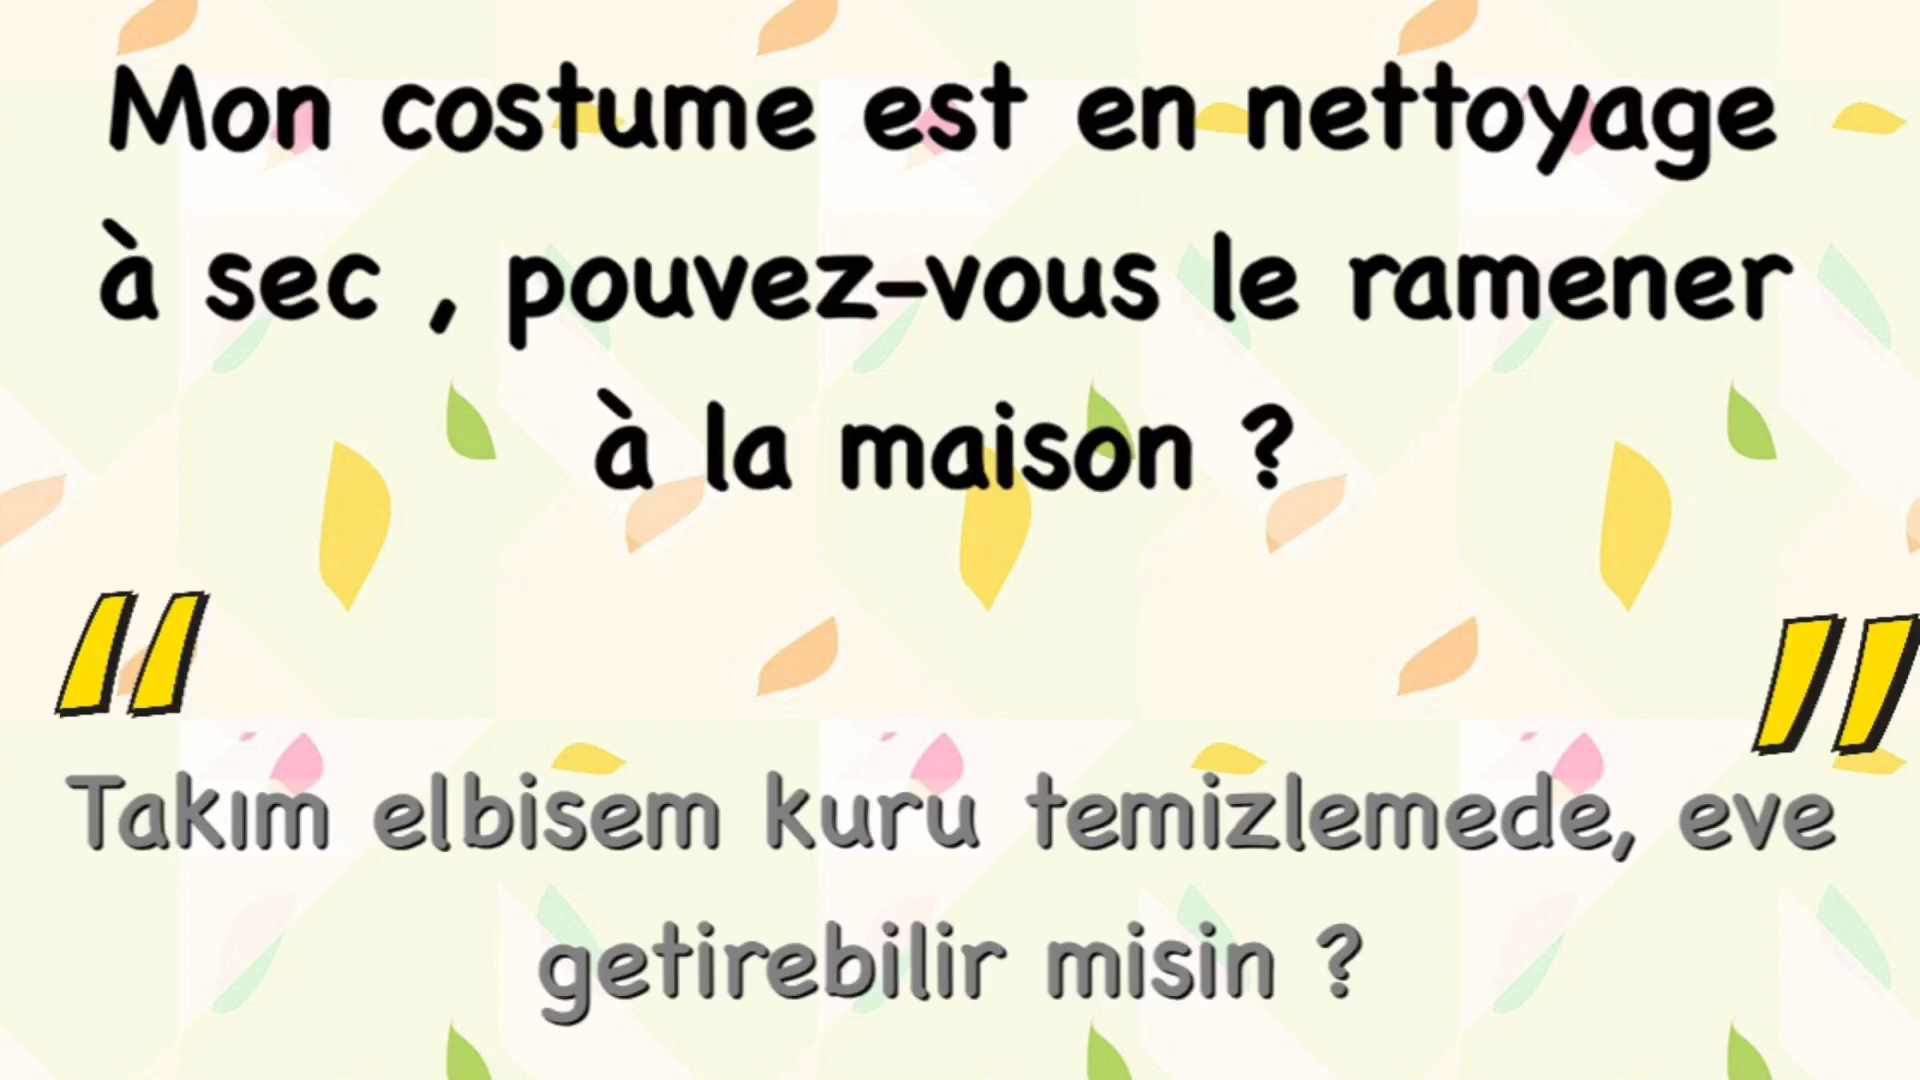 Mon costume est en nettoyage
à sec , pouvez-vous le ramener
à la maison ?
"
"
Takım elbisem kuru temizlemede, eve
getirebilir misin ?